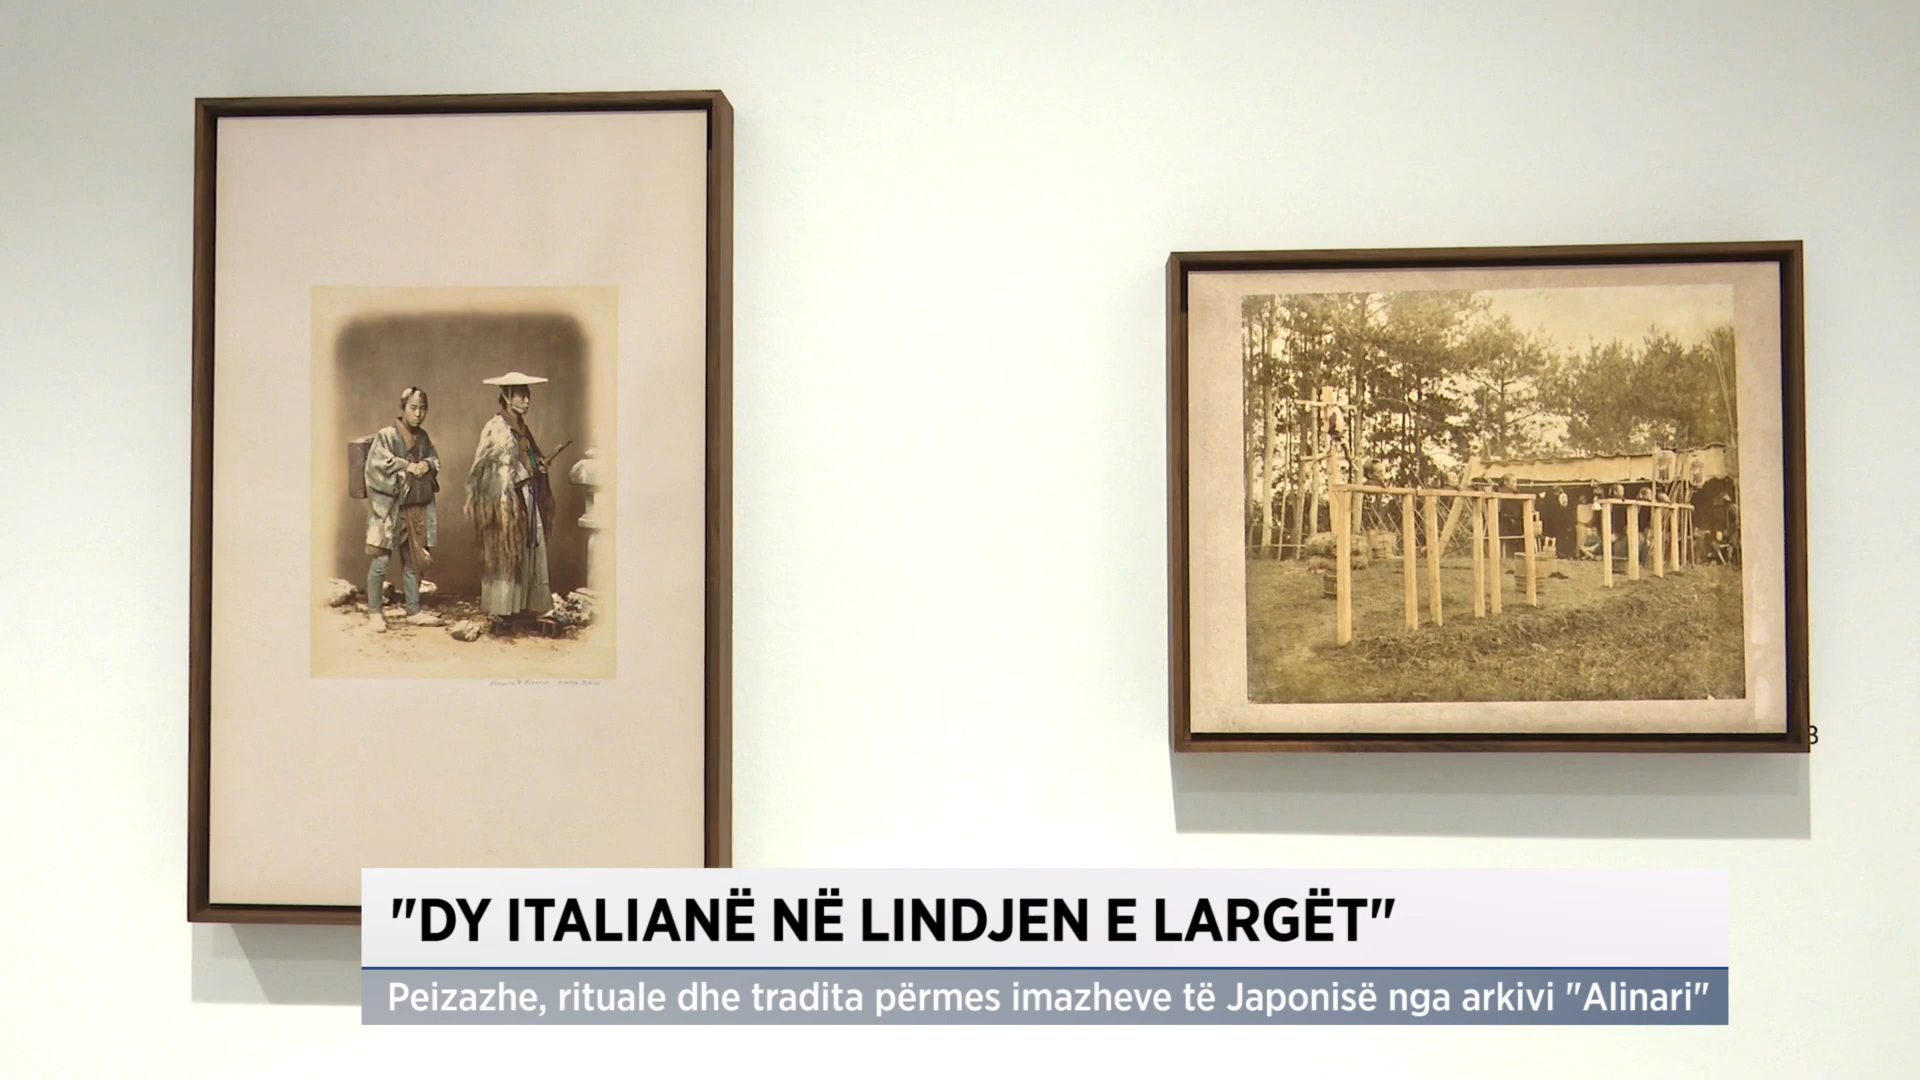 "DY ITALIANË NË LINDJEN E LARGËT"
Peizazhe, rituale dhe tradita përmes imazheve të Japonisë nga arkivi "Alinari"